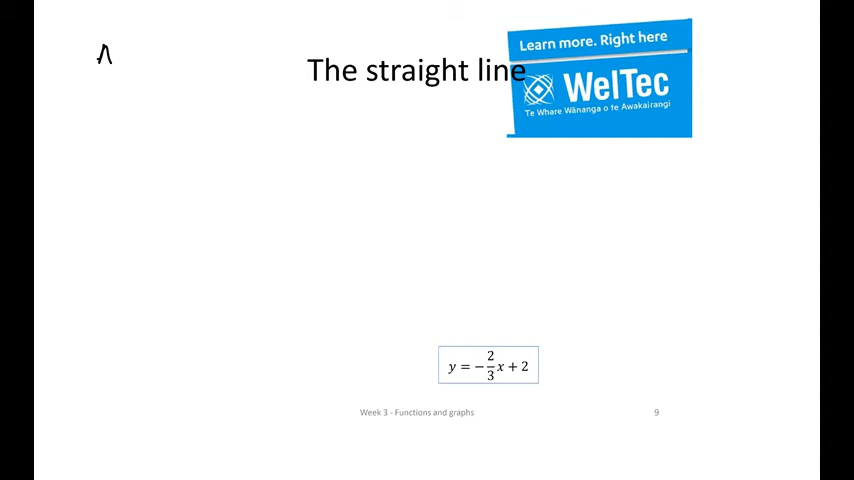 The straight line
Learn more. Right here
WelTec
Te Whare Wānanga o te Awakairangi
y = -2/3 x + 2
Week 3 - Functions and graphs
9